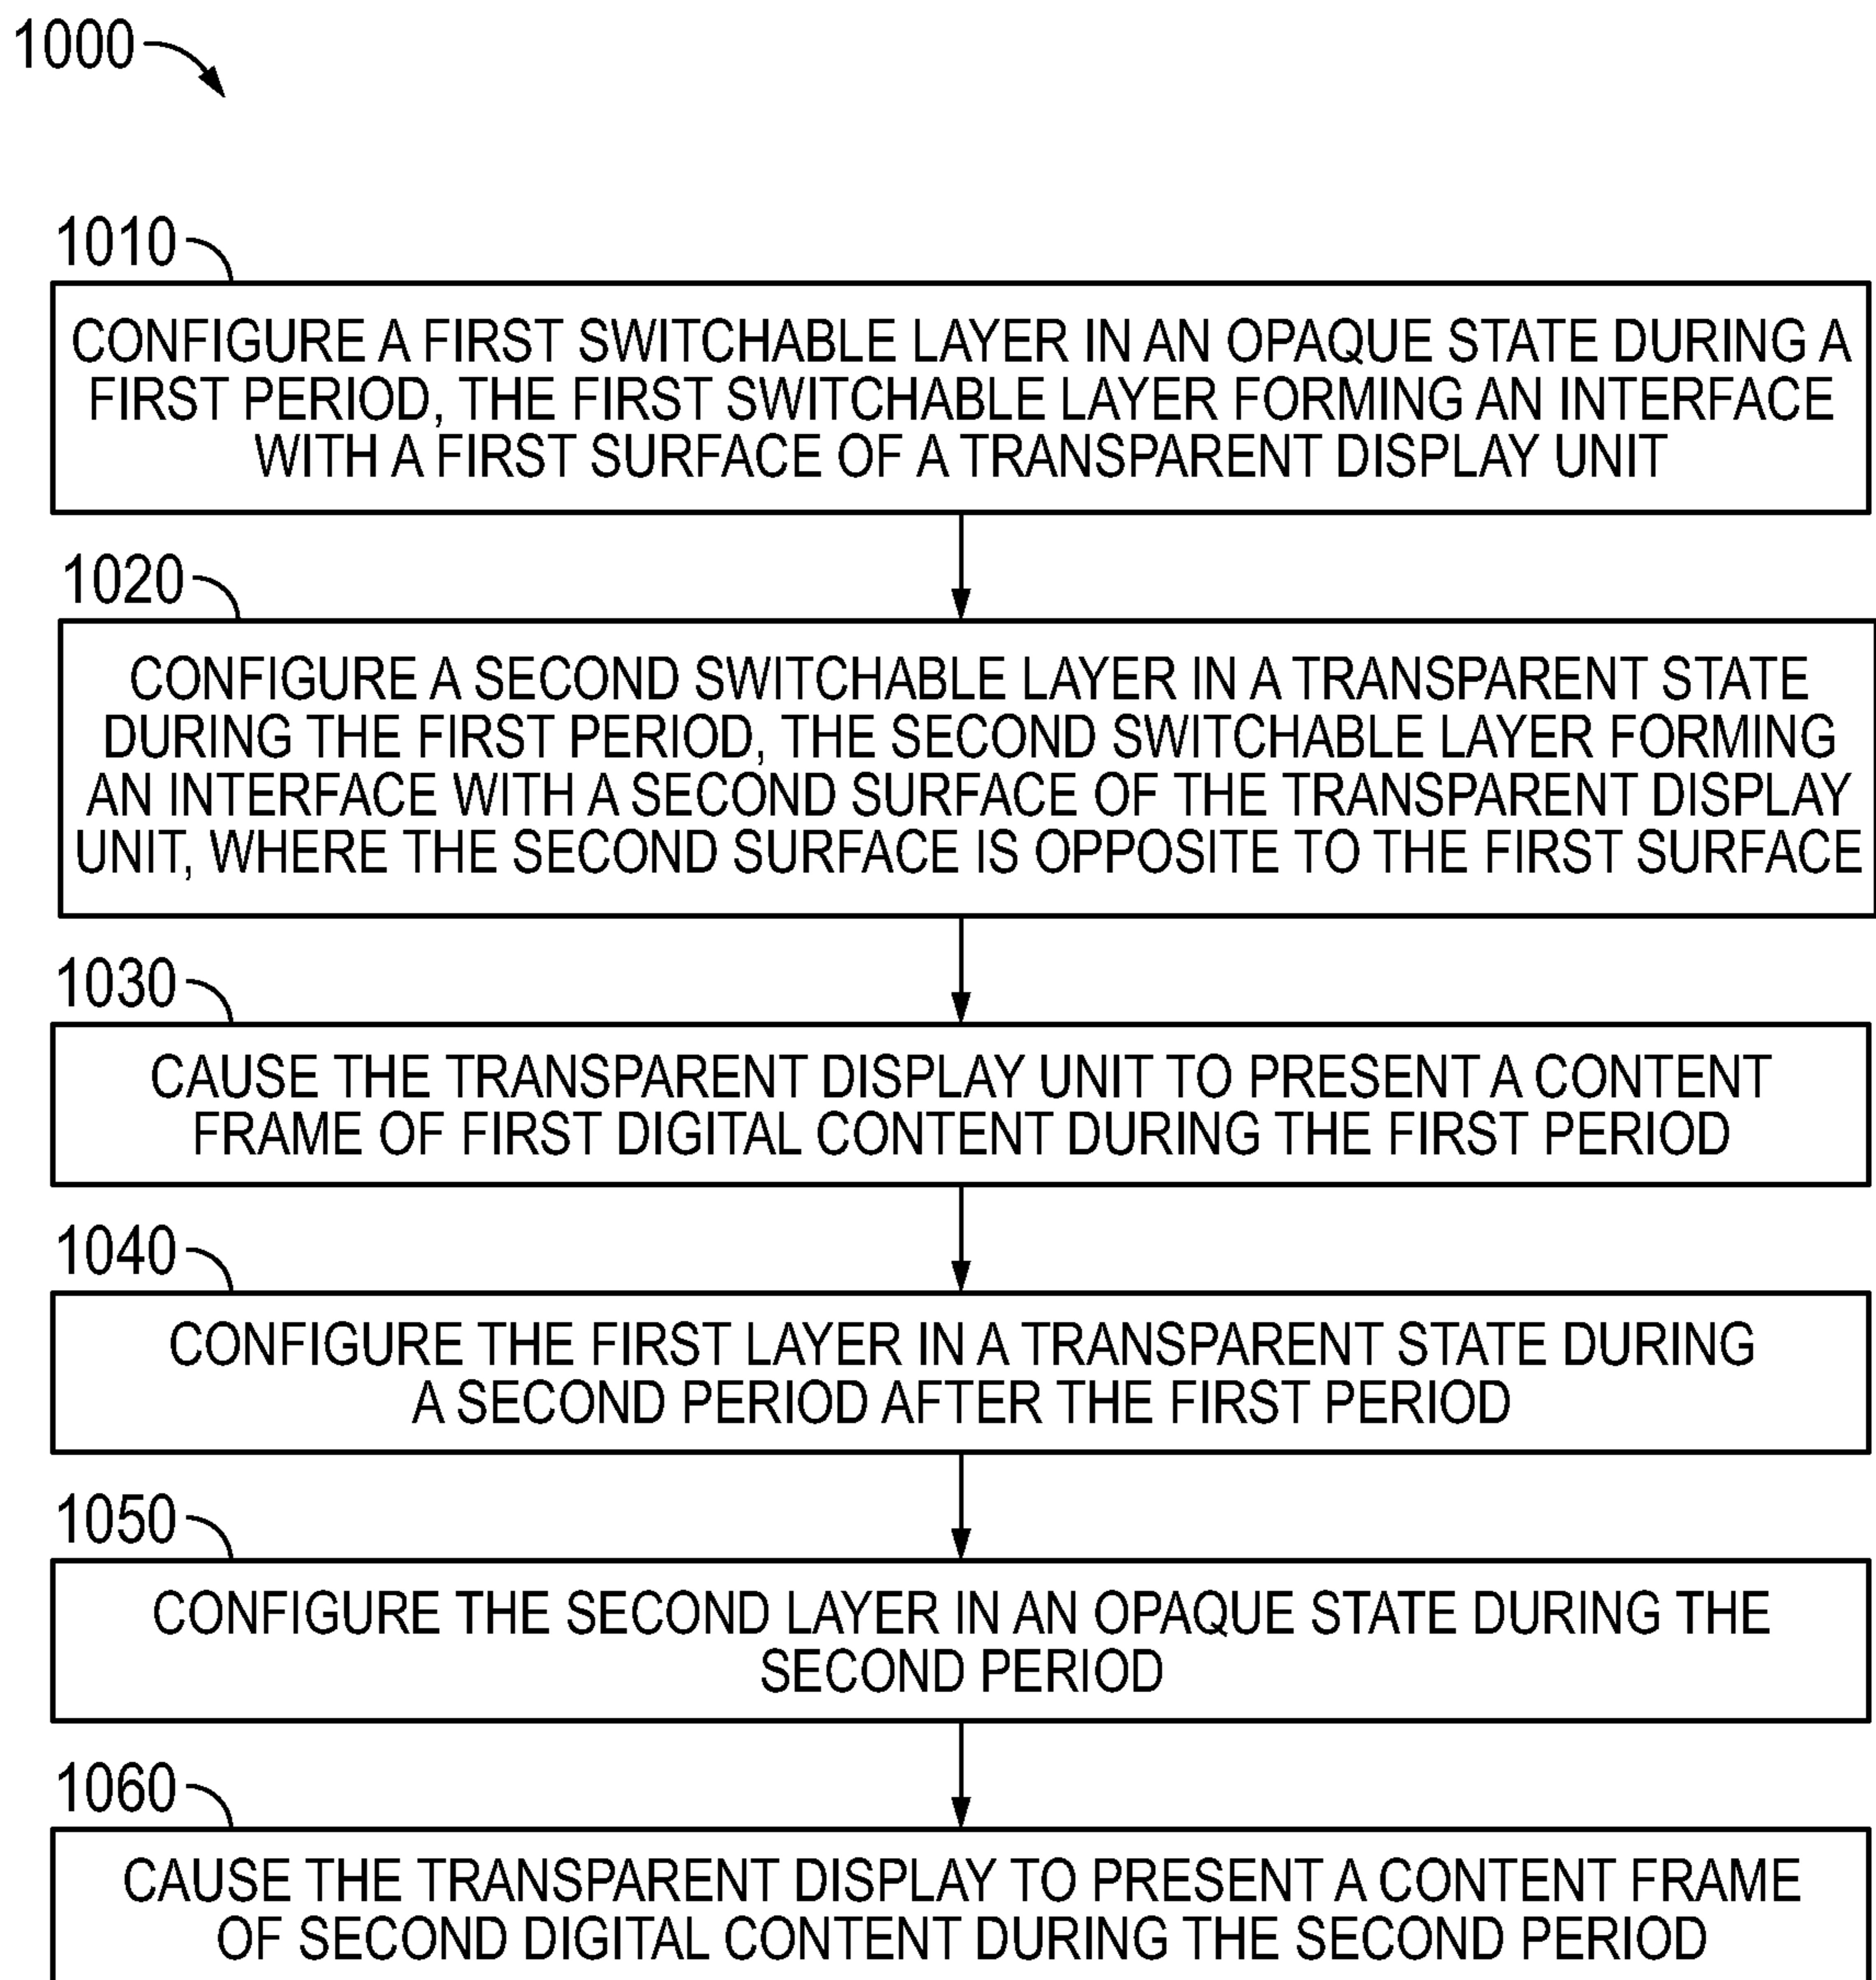 1000
1010
CONFIGURE A FIRST SWITCHABLE LAYER IN AN OPAQUE STATE DURING A
FIRST PERIOD, THE FIRST SWITCHABLE LAYER FORMING AN INTERFACE
WITH A FIRST SURFACE OF A TRANSPARENT DISPLAY UNIT
1020
CONFIGURE A SECOND SWITCHABLE LAYER IN A TRANSPARENT STATE
DURING THE FIRST PERIOD, THE SECOND SWITCHABLE LAYER FORMING
AN INTERFACE WITH A SECOND SURFACE OF THE TRANSPARENT DISPLAY
UNIT, WHERE THE SECOND SURFACE IS OPPOSITE TO THE FIRST SURFACE
1030
CAUSE THE TRANSPARENT DISPLAY UNIT TO PRESENT A CONTENT
FRAME OF FIRST DIGITAL CONTENT DURING THE FIRST PERIOD
1040
CONFIGURE THE FIRST LAYER IN A TRANSPARENT STATE DURING
A SECOND PERIOD AFTER THE FIRST PERIOD
1050
CONFIGURE THE SECOND LAYER IN AN OPAQUE STATE DURING THE
SECOND PERIOD
1060
CAUSE THE TRANSPARENT DISPLAY TO PRESENT A CONTENT FRAME
OF SECOND DIGITAL CONTENT DURING THE SECOND PERIOD